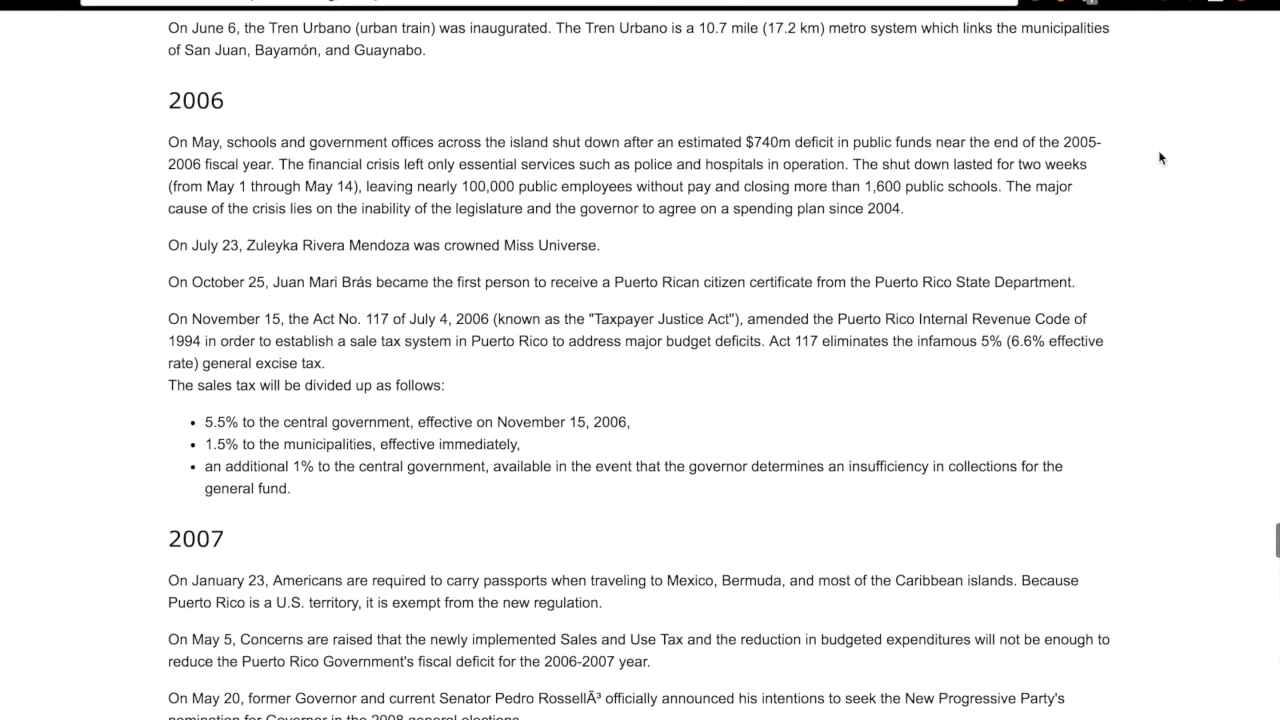 On June 6, the Tren Urbano (urban train) was inaugurated. The Tren Urbano is a 10.7 mile (17.2 km) metro system which links the municipalities
of San Juan, Bayamón, and Guaynabo.
2006
On May, schools and government offices across the island shut down after an estimated $740m deficit in public funds near the end of the 2005-
2006 fiscal year. The financial crisis left only essential services such as police and hospitals in operation. The shut down lasted for two weeks
(from May 1 through May 14), leaving nearly 100,000 public employees without pay and closing more than 1,600 public schools. The major
cause of the crisis lies on the inability of the legislature and the governor to agree on a spending plan since 2004.
On July 23, Zuleyka Rivera Mendoza was crowned Miss Universe.
On October 25, Juan Mari Brás became the first person to receive a Puerto Rican citizen certificate from the Puerto Rico State Department.
On November 15, the Act No. 117 of July 4, 2006 (known as the "Taxpayer Justice Act"), amended the Puerto Rico Internal Revenue Code of
1994 in order to establish a sale tax system in Puerto Rico to address major budget deficits. Act 117 eliminates the infamous 5% (6.6% effective
rate) general excise tax.
The sales tax will be divided up as follows:
• 5.5% to the central government, effective on November 15, 2006,
• 1.5% to the municipalities, effective immediately,
• an additional 1% to the central government, available in the event that the governor determines an insufficiency in collections for the
general fund.
2007
On January 23, Americans are required to carry passports when traveling to Mexico, Bermuda, and most of the Caribbean islands. Because
Puerto Rico is a U.S. territory, it is exempt from the new regulation.
On May 5, Concerns are raised that the newly implemented Sales and Use Tax and the reduction in budgeted expenditures will not be enough to
reduce the Puerto Rico Government's fiscal deficit for the 2006-2007 year.
On May 20, former Governor and current Senator Pedro RossellÃ³ officially announced his intentions to seek the New Progressive Party's
nomination for Governor in the 2008 general elections.